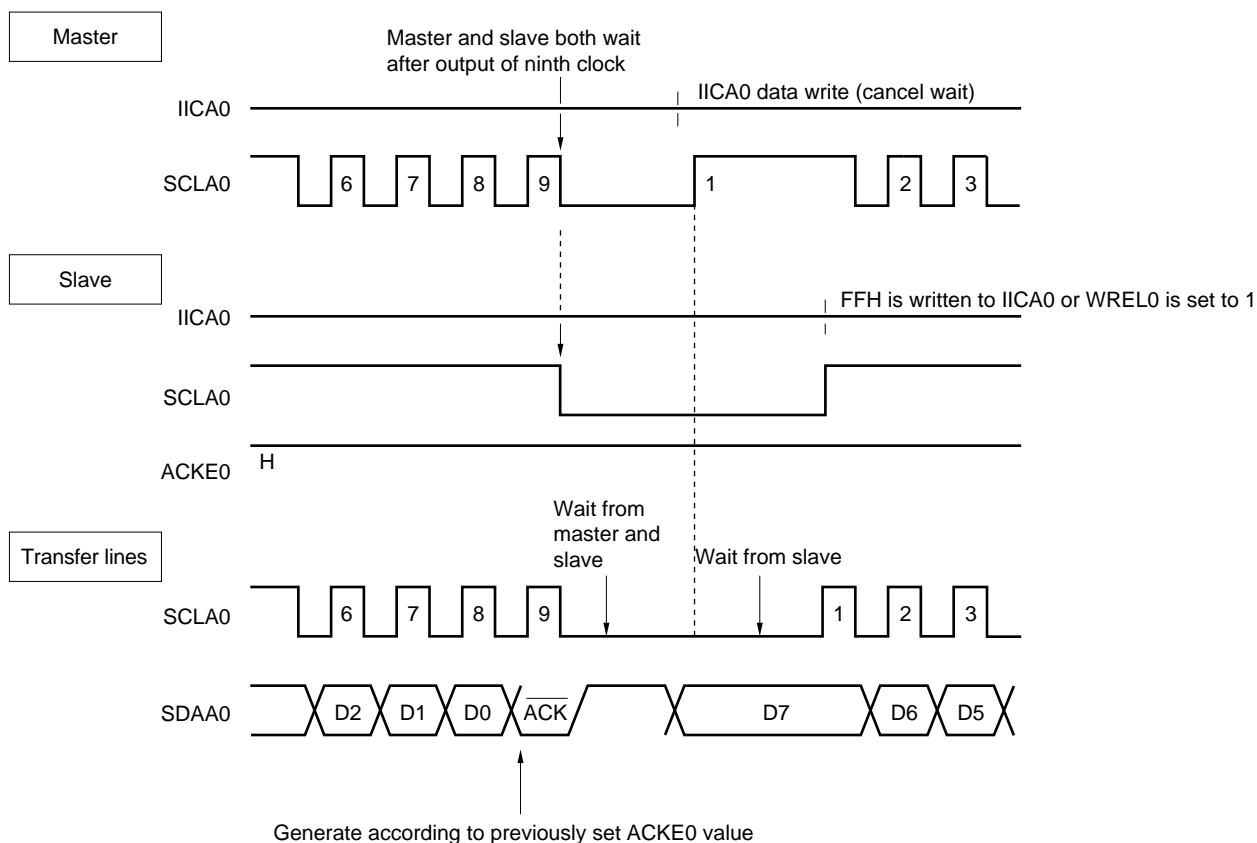 Master
Master and slave both wait
after output of ninth clock
IICA0
IICA0 data write (cancel wait)
SCLA0
6 7 8 9 1 2 3
Slave
FFH is written to IICA0 or WREL0 is set to 1
IICA0
SCLA0
ACKE0
H
Wait from
master and
slave
Wait from slave
Transfer lines
SCLA0
6 7 8 9 1 2 3
SDAA0
D2 D1 D0 ACK D7 D6 D5
Generate according to previously set ACKE0 value